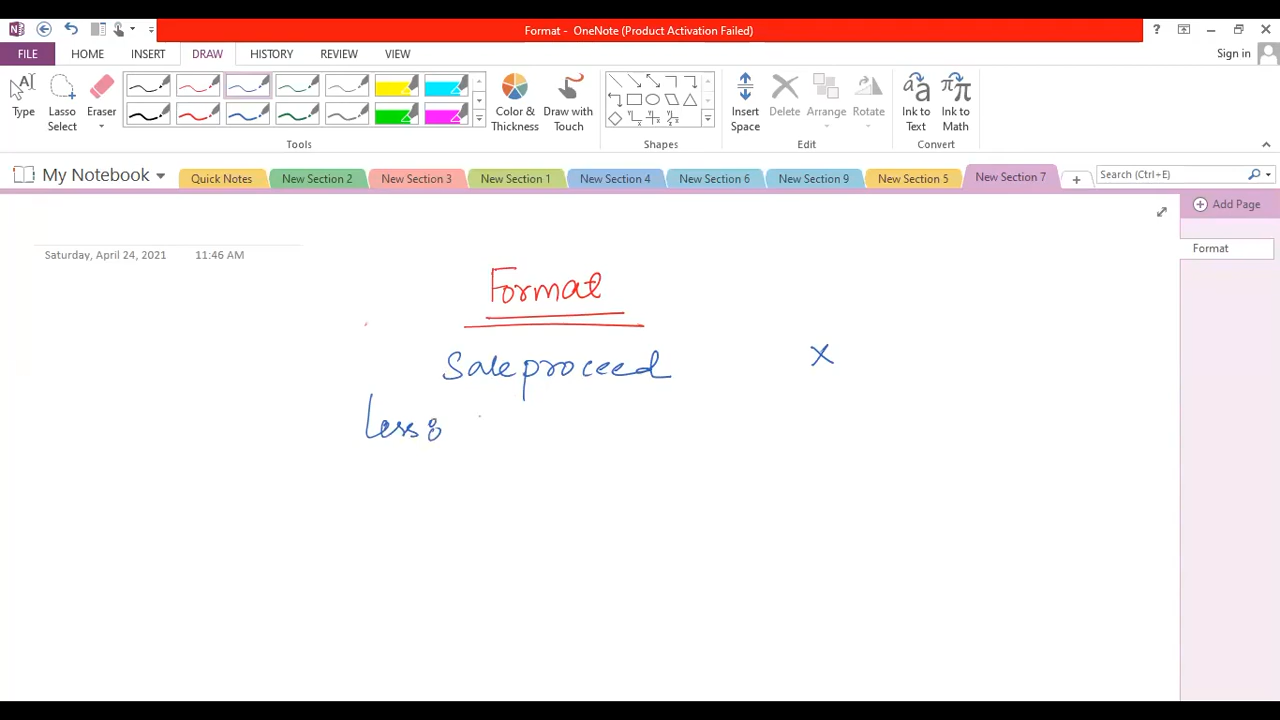 Format - OneNote (Product Activation Failed)
?
FILE HOME INSERT DRAW HISTORY REVIEW VIEW Sign in
Type Lasso Select Eraser Color & Thickness Draw with Touch Insert Space Delete Arrange Rotate Ink to Text Ink to Math
Tools Shapes Edit Convert
My Notebook Quick Notes New Section 2 New Section 3 New Section 1 New Section 4 New Section 6 New Section 9 New Section 5 New Section 7 + Search (Ctrl+E)
Add Page
Format
Saturday, April 24, 2021 11:46 AM
Format
Sale proceed x
Less: